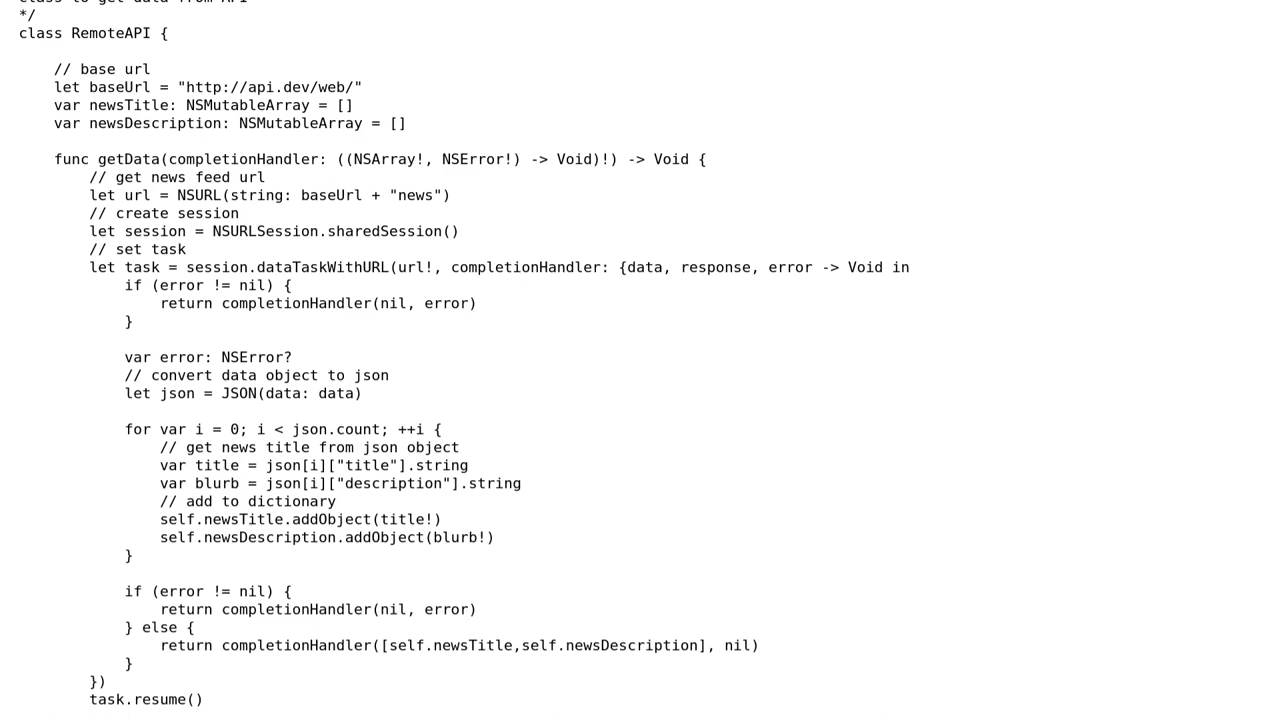 class to get data from API
*/
class RemoteAPI {
    // base url
    let baseUrl = "http://api.dev/web/"
    var newsTitle: NSMutableArray = []
    var newsDescription: NSMutableArray = []
    func getData(completionHandler: ((NSArray!, NSError!) -> Void)!) -> Void {
        // get news feed url
        let url = NSURL(string: baseUrl + "news")
        // create session
        let session = NSURLSession.sharedSession()
        // set task
        let task = session.dataTaskWithURL(url!, completionHandler: {data, response, error -> Void in
            if (error != nil) {
                return completionHandler(nil, error)
            }
            var error: NSError?
            // convert data object to json
            let json = JSON(data: data)
            for var i = 0; i < json.count; ++i {
                // get news title from json object
                var title = json[i]["title"].string
                var blurb = json[i]["description"].string
                // add to dictionary
                self.newsTitle.addObject(title!)
                self.newsDescription.addObject(blurb!)
            }
            if (error != nil) {
                return completionHandler(nil, error)
            } else {
                return completionHandler([self.newsTitle,self.newsDescription], nil)
            }
        })
        task.resume()